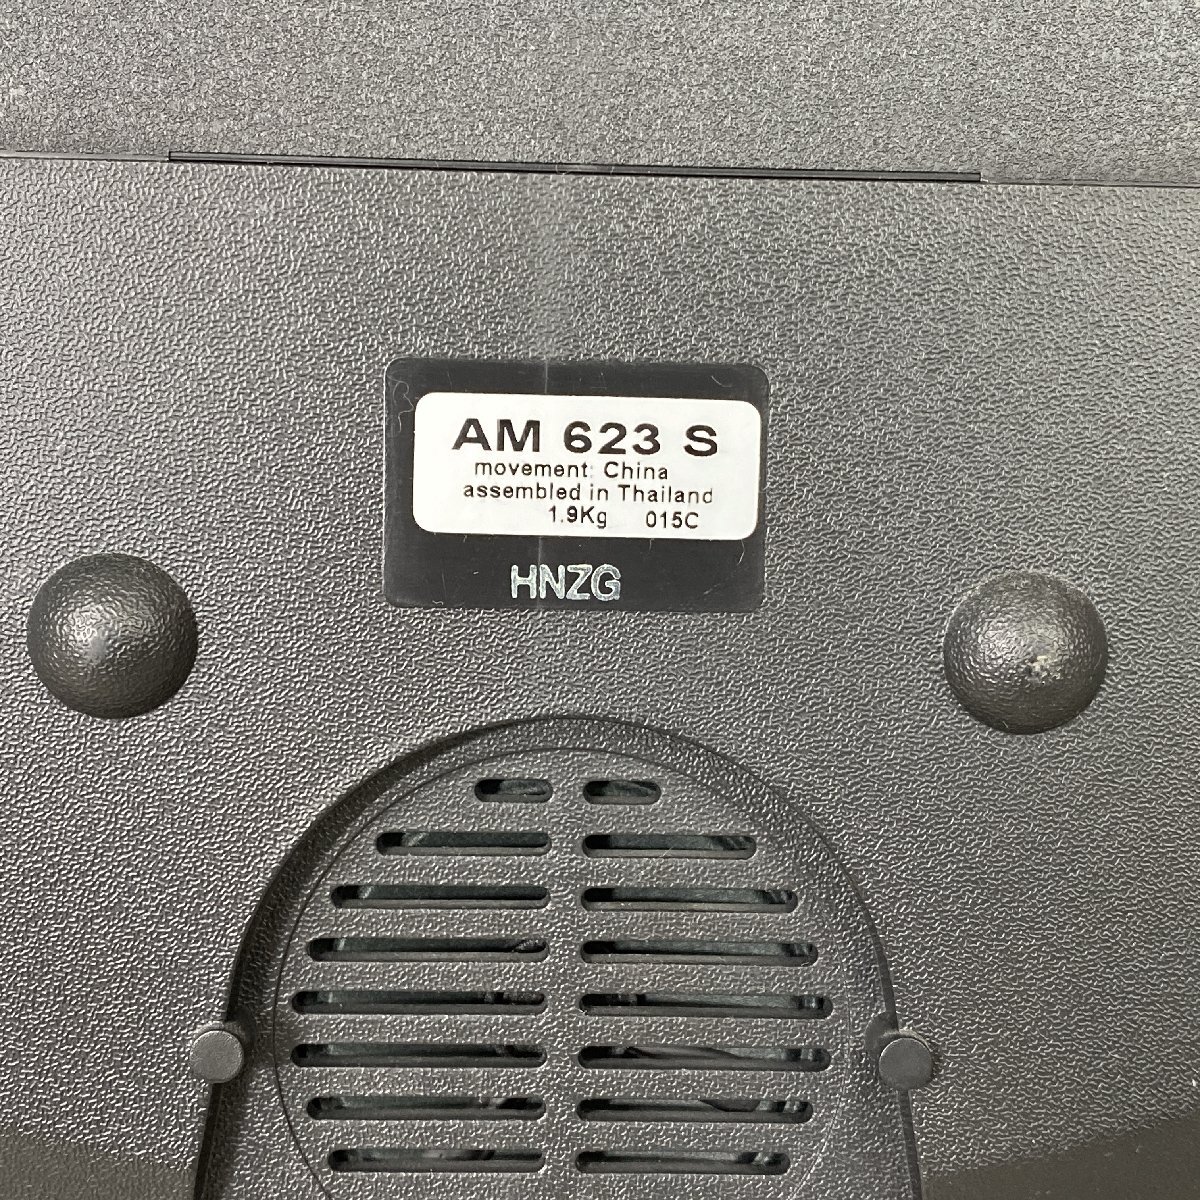 AM 623 S
movement: China
assembled in Thailand
1.9Kg 015C
HNZG